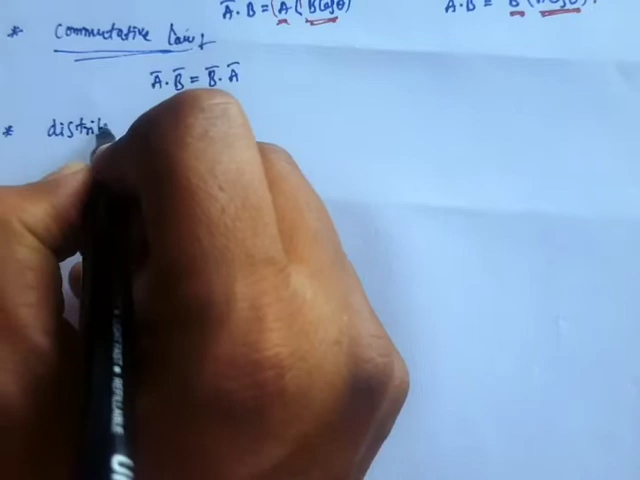 A̅ . B = (A (B Cosθ)    A.B = B (A Cosθ).
* Commutative Law
A̅ . B̅ = B̅ . A̅
* distrib